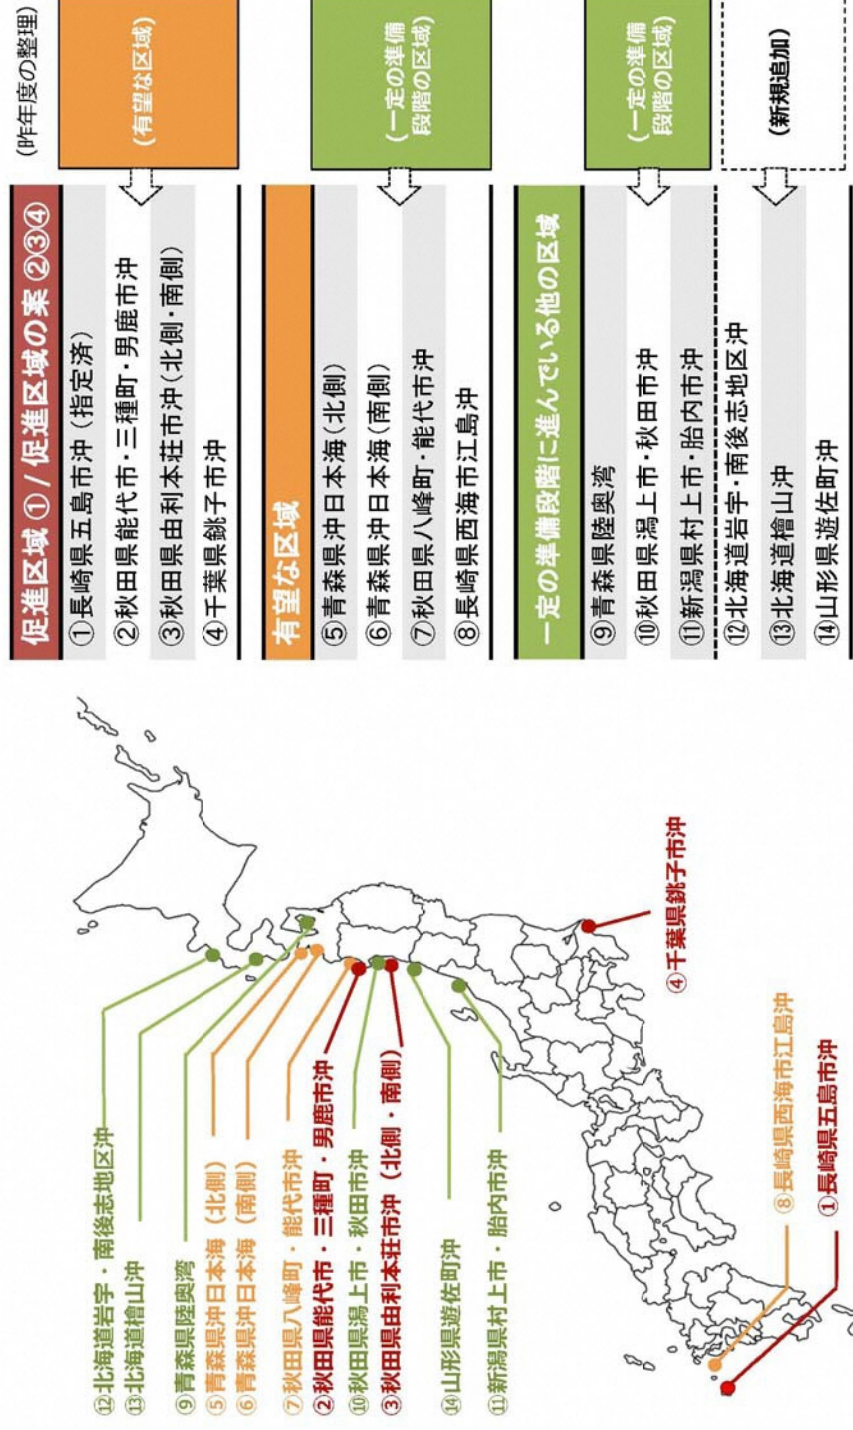 ⑫北海道岩宇・南後志地区沖
⑬北海道檜山沖
⑨青森県陸奥湾
⑤青森県沖日本海（北側）
⑥青森県沖日本海（南側）
⑦秋田県八峰町・能代市沖
②秋田県能代市・三種町・男鹿市沖
⑩秋田県潟上市・秋田市沖
③秋田県由利本荘市沖（北側・南側）
⑭山形県遊佐町沖
⑪新潟県村上市・胎内市沖
④千葉県銚子市沖
⑧長崎県西海市江島沖
①長崎県五島市沖
(昨年度の整理)
促進区域 ① / 促進区域の案 ②③④
①長崎県五島市沖（指定済）
②秋田県能代市・三種町・男鹿市沖
③秋田県由利本荘市沖(北側・南側)
④千葉県銚子市沖
(有望な区域)
有望な区域
⑤青森県沖日本海(北側)
⑥青森県沖日本海(南側)
⑦秋田県八峰町・能代市沖
⑧長崎県西海市江島沖
(一定の準備
段階の区域)
一定の準備段階に進んでいる他の区域
⑨青森県陸奥湾
⑩秋田県潟上市・秋田市沖
⑪新潟県村上市・胎内市沖
(一定の準備
段階の区域)
⑫北海道岩宇・南後志地区沖
⑬北海道檜山沖
⑭山形県遊佐町沖
(新規追加)